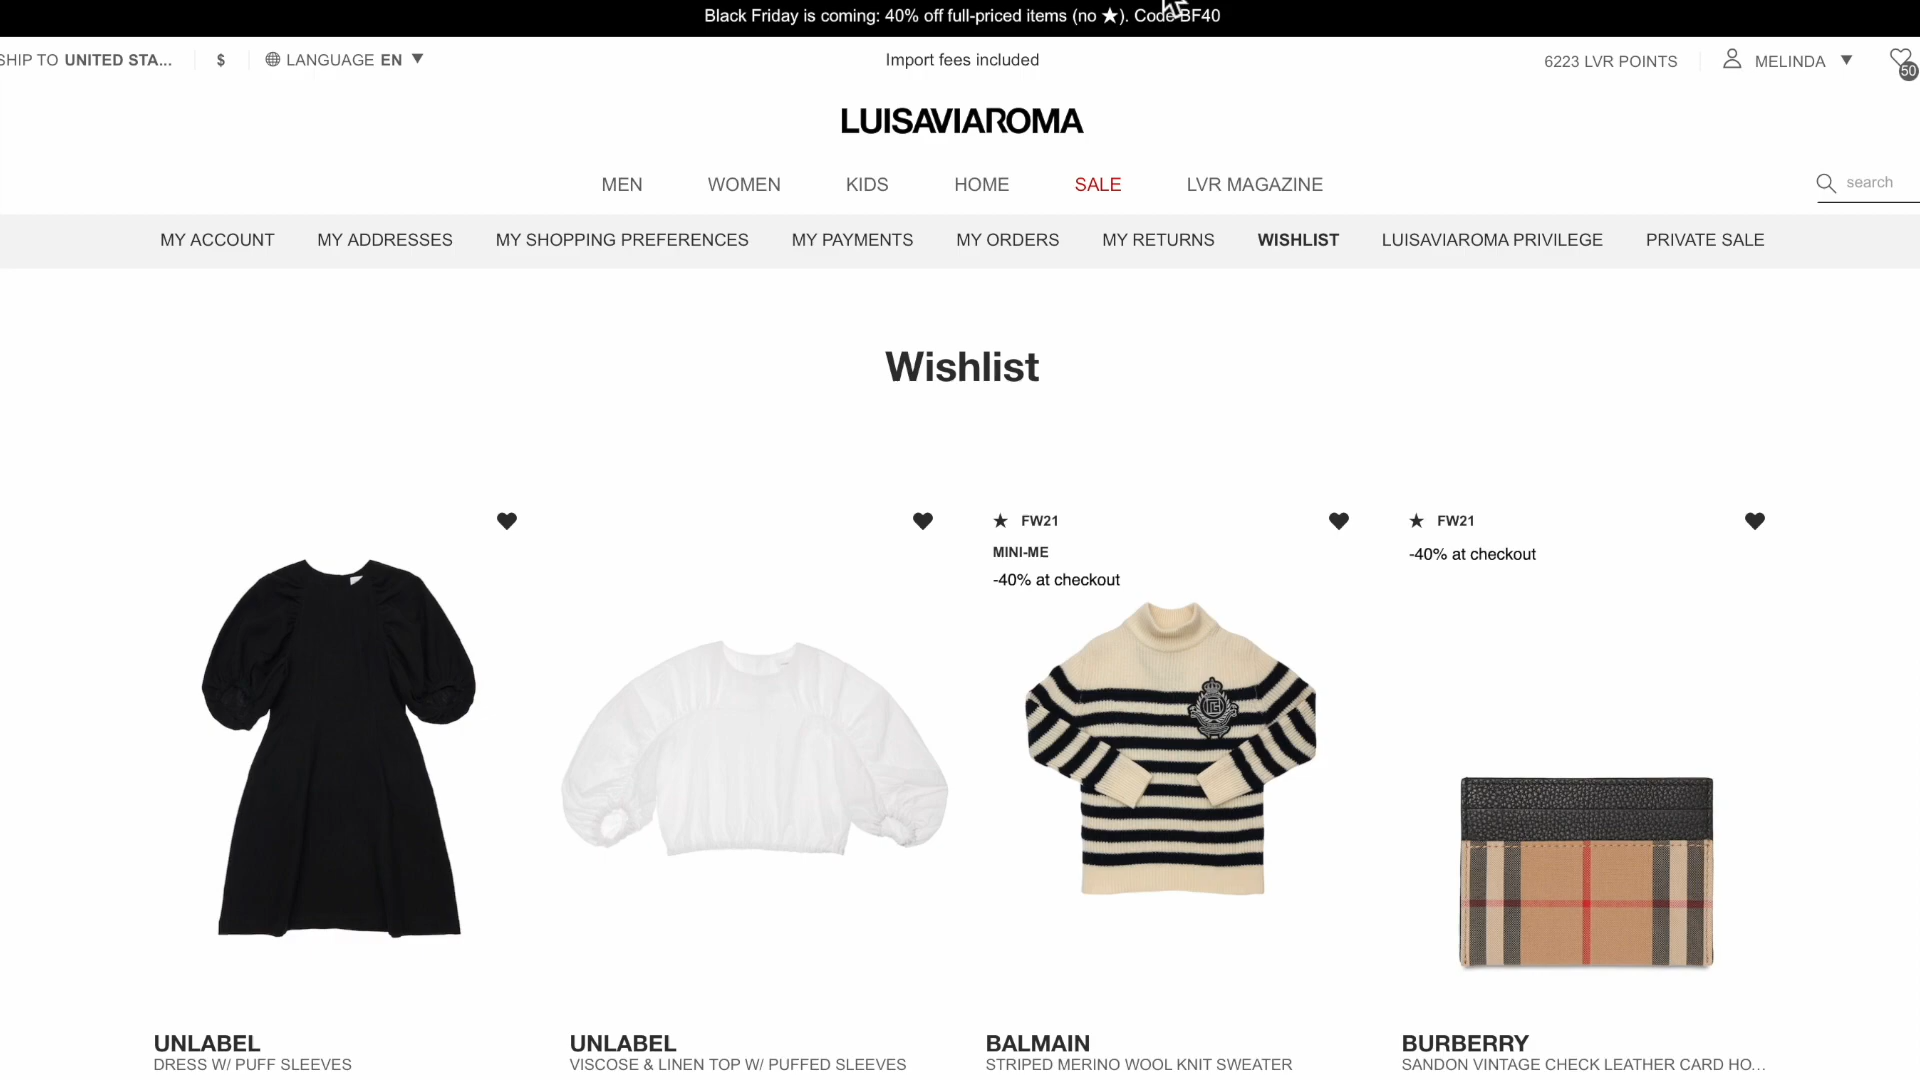 Black Friday is coming: 40% off full-priced items (no ★). Code BF40
SHIP TO UNITED STA... $ LANGUAGE EN ▼ Import fees included 6223 LVR POINTS MELINDA ▼ 50
LUISAVIAROMA
MEN WOMEN KIDS HOME SALE LVR MAGAZINE search
MY ACCOUNT MY ADDRESSES MY SHOPPING PREFERENCES MY PAYMENTS MY ORDERS MY RETURNS WISHLIST LUISAVIAROMA PRIVILEGE PRIVATE SALE
Wishlist
★ FW21
MINI-ME
-40% at checkout
★ FW21
-40% at checkout
UNLABEL
DRESS W/ PUFF SLEEVES
UNLABEL
VISCOSE & LINEN TOP W/ PUFFED SLEEVES
BALMAIN
STRIPED MERINO WOOL KNIT SWEATER
BURBERRY
SANDON VINTAGE CHECK LEATHER CARD HO...